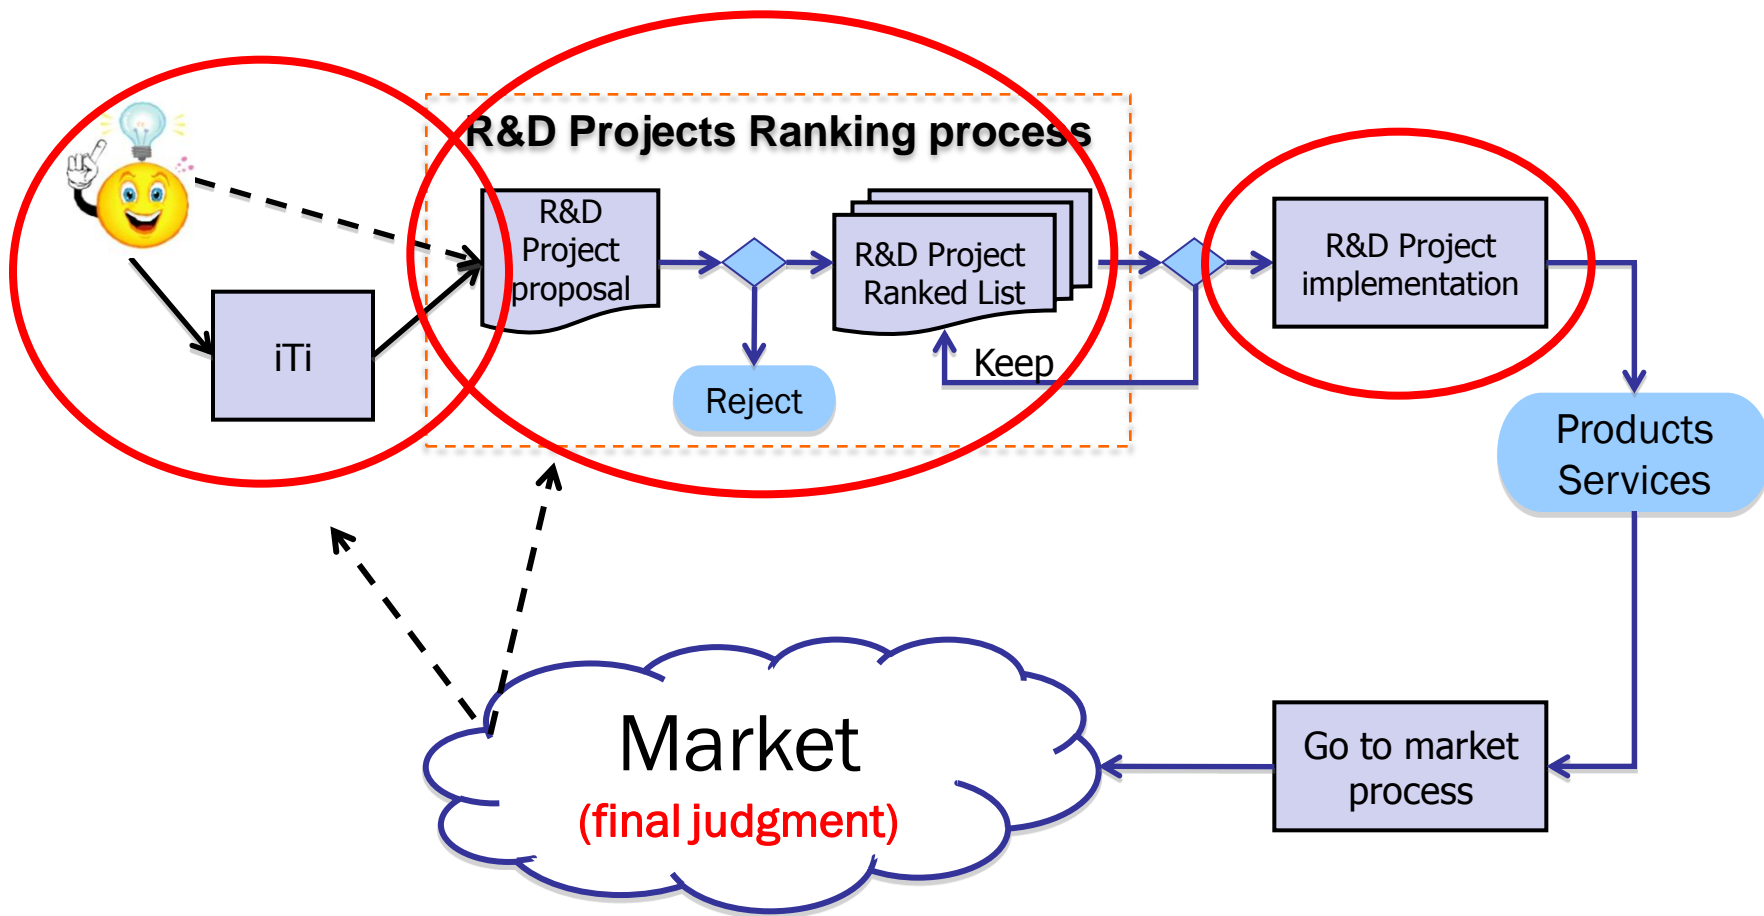 R&D Projects Ranking process
R&D
Project
proposal
R&D Project
Ranked List
R&D Project
implementation
iTi
Keep
Reject
Products
Services
Market
(final judgment)
Go to market
process